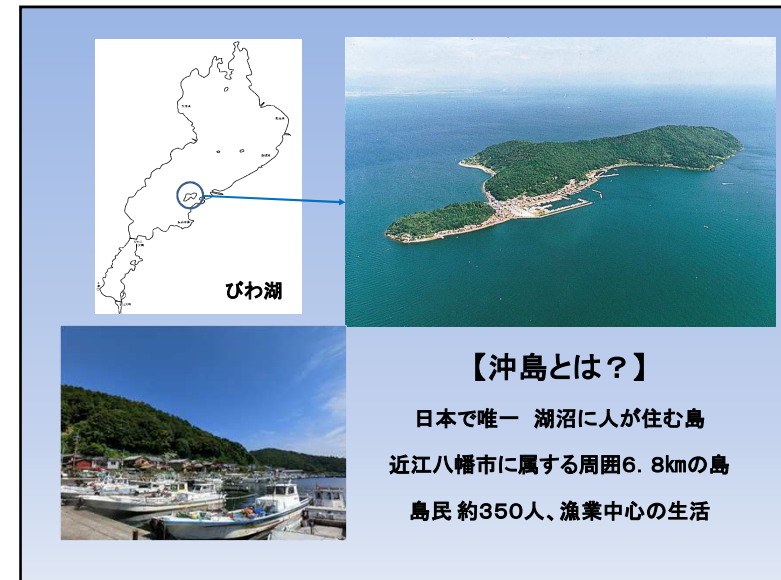 びわ湖
【沖島とは？】
日本で唯一　湖沼に人が住む島
近江八幡市に属する周囲６．８㎞の島
島民 約３５０人、漁業中心の生活